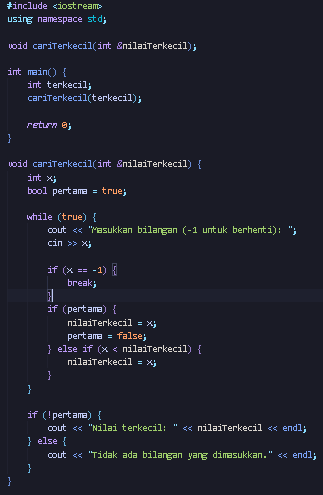 #include <iostream>
using namespace std;

void cariTerkecil(int &nilaiTerkecil);

int main() {
    int terkecil;
    cariTerkecil(terkecil);

    return 0;
}

void cariTerkecil(int &nilaiTerkecil) {
    int x;
    bool pertama = true;

    while (true) {
        cout << "Masukkan bilangan (-1 untuk berhenti): ";
        cin >> x;

        if (x == -1) {
            break;
        }
        if (pertama) {
            nilaiTerkecil = x;
            pertama = false;
        } else if (x < nilaiTerkecil) {
            nilaiTerkecil = x;
        }
    }

    if (!pertama) {
        cout << "Nilai terkecil: " << nilaiTerkecil << endl;
    } else {
        cout << "Tidak ada bilangan yang dimasukkan." << endl;
    }
}